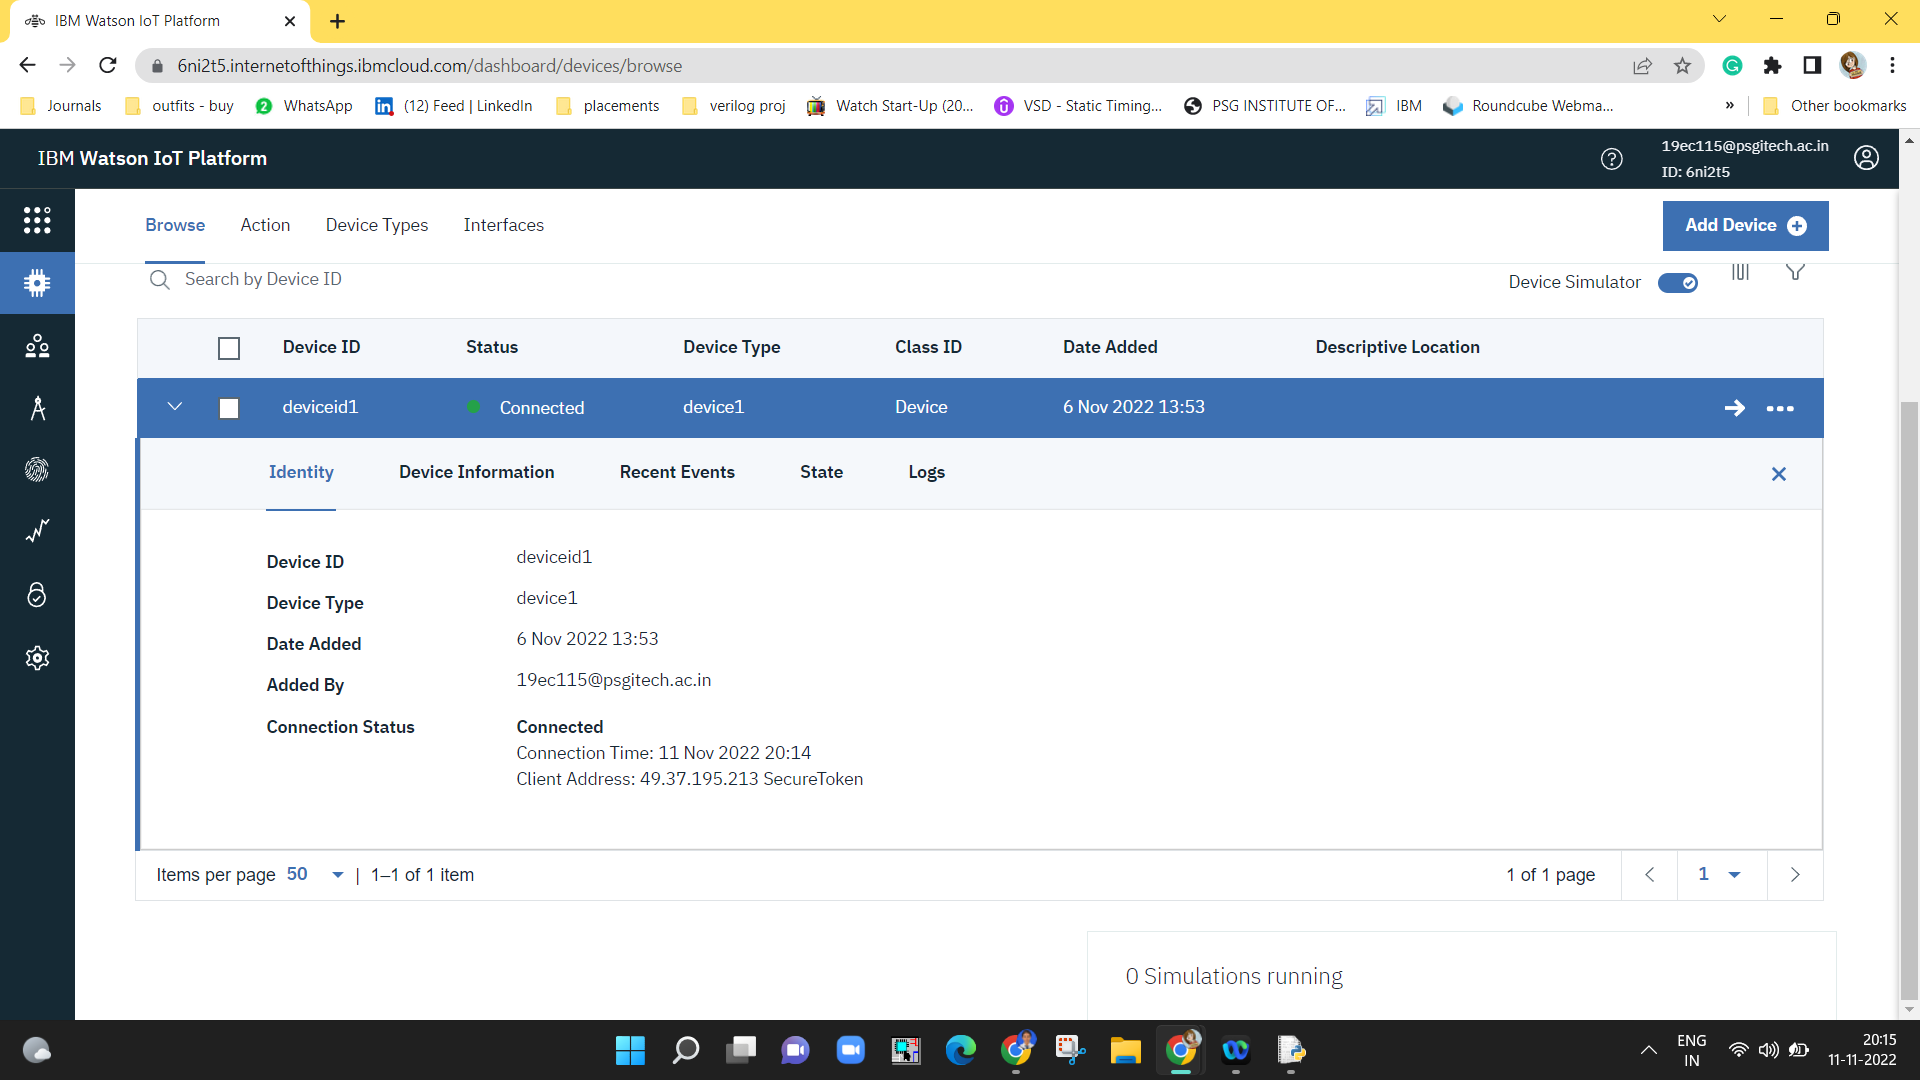 IBM Watson IoT Platform
6ni2t5.internetofthings.ibmcloud.com/dashboard/devices/browse
Journals outfits - buy WhatsApp (12) Feed | LinkedIn placements verilog proj Watch Start-Up (20... VSD - Static Timing... PSG INSTITUTE OF... IBM Roundcube Webma... » Other bookmarks
IBM Watson IoT Platform
19ec115@psgitech.ac.in
ID: 6ni2t5
Browse Action Device Types Interfaces
Add Device
Search by Device ID
Device Simulator
Device ID Status Device Type Class ID Date Added Descriptive Location
deviceid1 Connected device1 Device 6 Nov 2022 13:53
Identity Device Information Recent Events State Logs
Device ID deviceid1
Device Type device1
Date Added 6 Nov 2022 13:53
Added By 19ec115@psgitech.ac.in
Connection Status Connected
Connection Time: 11 Nov 2022 20:14
Client Address: 49.37.195.213 SecureToken
Items per page 50 | 1–1 of 1 item
1 of 1 page 1
0 Simulations running
ENG
IN
20:15
11-11-2022